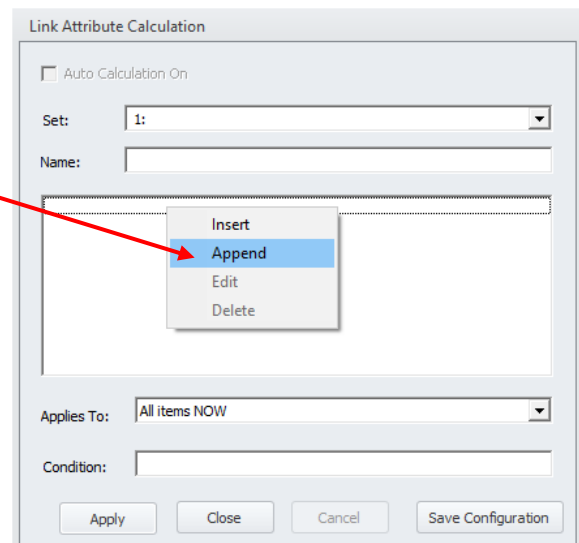 Link Attribute Calculation
Auto Calculation On
Set: 1:
Name:
Insert
Append
Edit
Delete
Applies To: All items NOW
Condition:
Apply Close Cancel Save Configuration